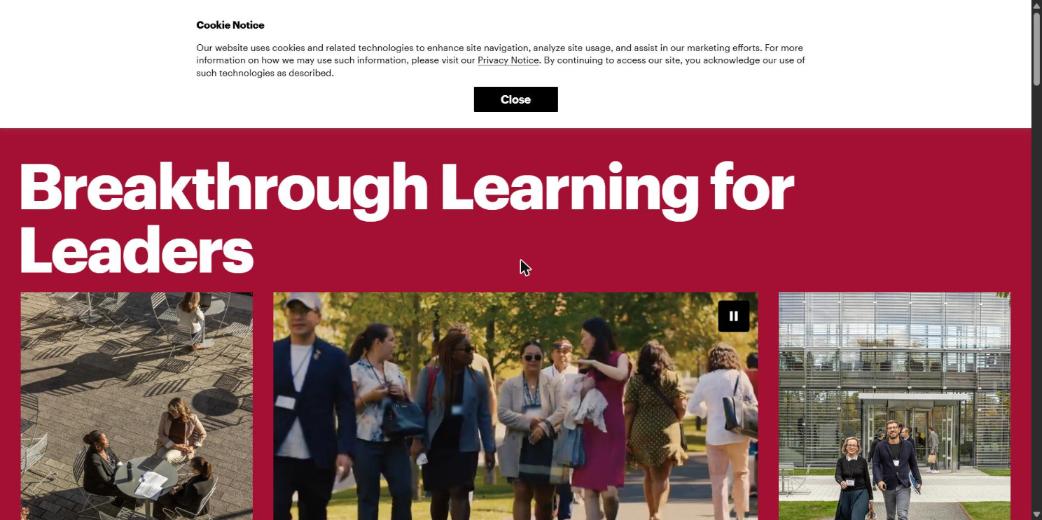 Cookie Notice
Our website uses cookies and related technologies to enhance site navigation, analyze site usage, and assist in our marketing efforts. For more
information on how we may use such information, please visit our Privacy Notice. By continuing to access our site, you acknowledge our use of
such technologies as described.
Close
Breakthrough Learning for
Leaders